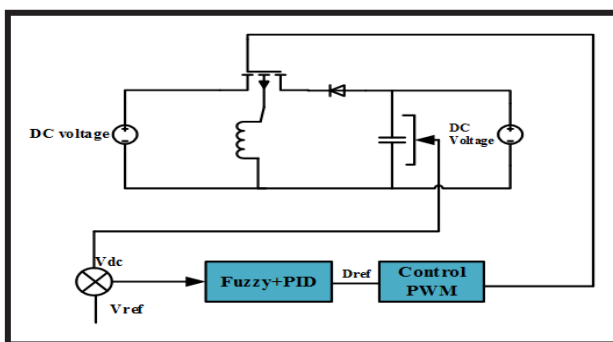 DC voltage
DC
Voltage
Vdc
Vref
Fuzzy+PID
Dref
Control
PWM